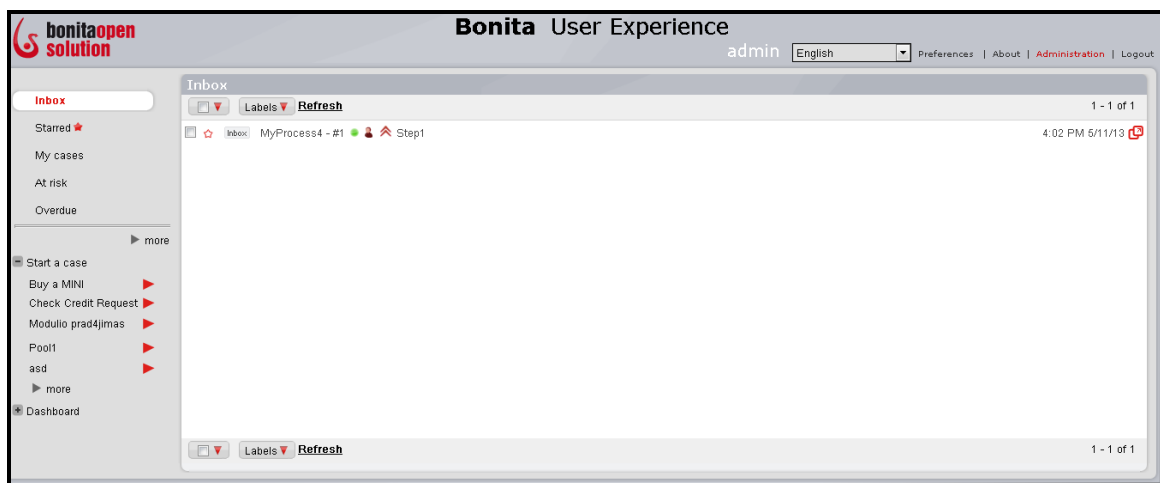 bonitaopen
solution
Bonita User Experience
admin English Preferences | About | Administration | Logout
Inbox
Starred
My cases
At risk
Overdue
more
Start a case
Buy a MINI
Check Credit Request
Modulio prad4jimas
Pool1
asd
more
Dashboard
Inbox
Labels Refresh 1 - 1 of 1
Inbox MyProcess4 - #1 Step1 4:02 PM 5/11/13
Labels Refresh 1 - 1 of 1